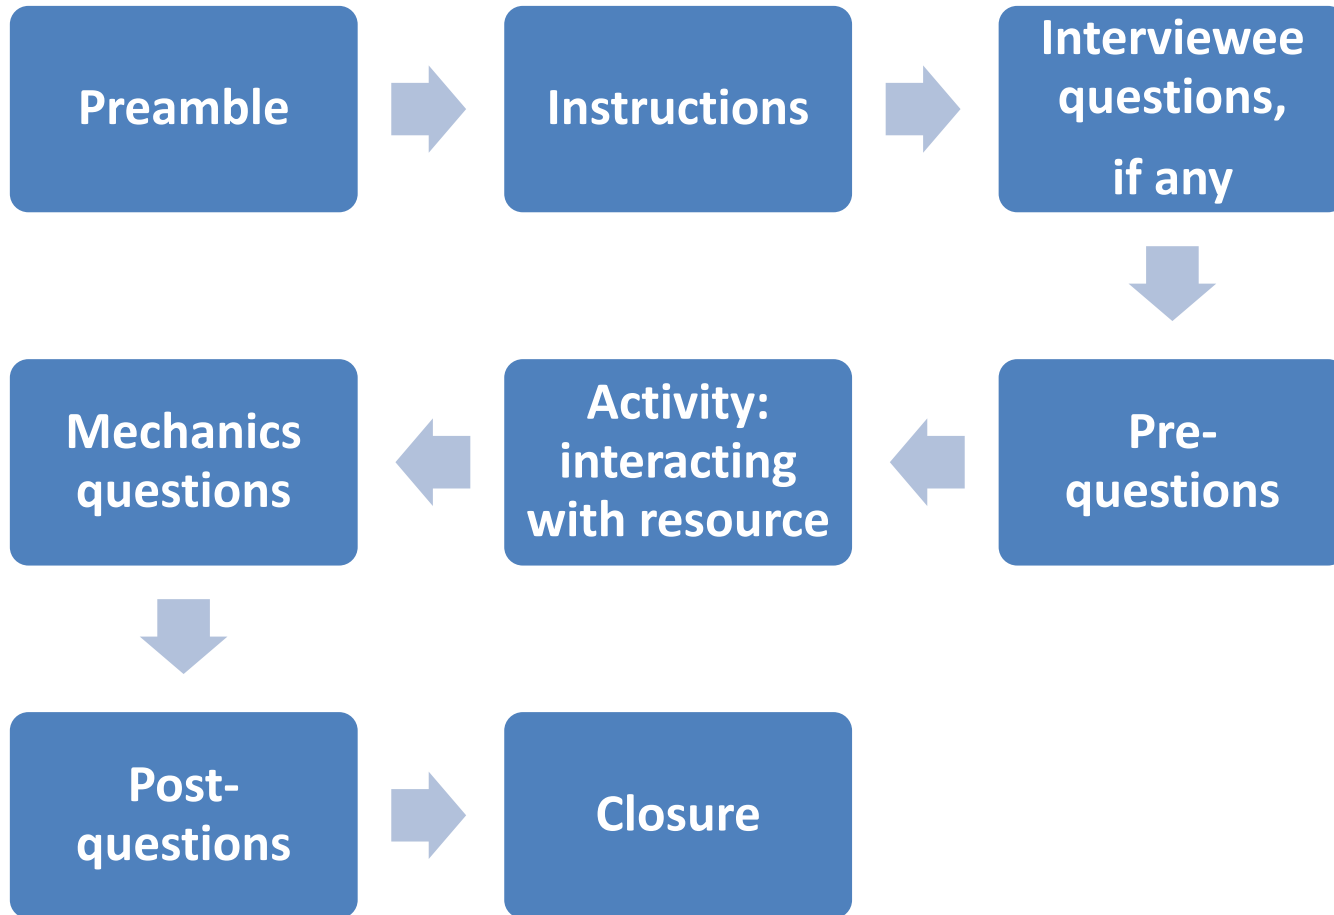 Preamble
Instructions
Interviewee
questions,
if any
Pre-
questions
Activity:
interacting
with resource
Mechanics
questions
Post-
questions
Closure